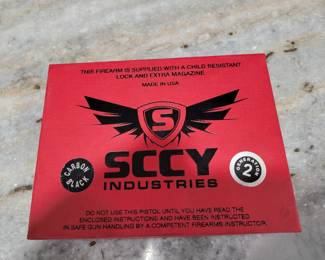 THIS FIREARM IS SUPPLIED WITH A CHILD RESISTANT
LOCK AND EXTRA MAGAZINE
MADE IN USA
S
SCCY
INDUSTRIES
CARBON
BLACK
GENERATION
2
DO NOT USE THIS PISTOL UNTIL YOU HAVE READ THE
ENCLOSED INSTRUCTIONS AND HAVE BEEN INSTRUCTED
IN SAFE GUN HANDLING BY A COMPETENT FIREARMS INSTRUCTOR.